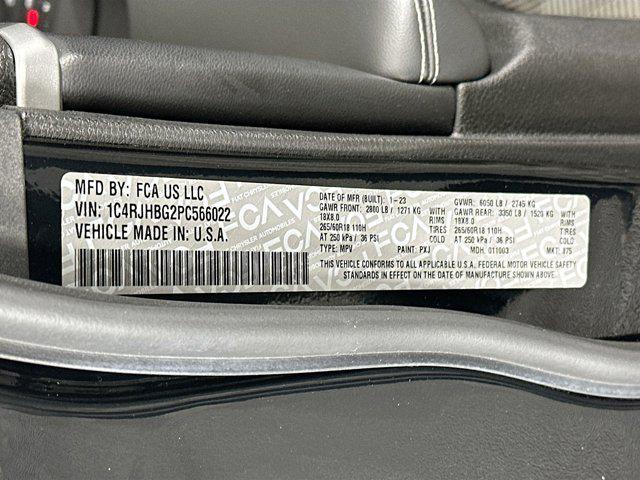 MFD BY: FCA US LLC
VIN: 1C4RJHBG2PC566022
VEHICLE MADE IN: U.S.A.
DATE OF MFR (BUILT): 1-23 GVWR: 6050 LB / 2745 KG
GAWR FRONT: 2800 LB / 1271 KG WITH GAWR REAR: 3350 LB / 1520 KG WITH
18X8.0 RIMS 18X8.0 RIMS
265/60R18 110H TIRES 265/60R18 110H TIRES
AT 250 kPa / 36 PSI COLD AT 250 kPa / 36 PSI COLD
TYPE: MPV PAINT: PXJ MDH: 011003 MKT: 875
THIS VEHICLE CONFORMS TO ALL APPLICABLE U.S.A. FEDERAL MOTOR VEHICLE SAFETY
STANDARDS IN EFFECT ON THE DATE OF MANUFACTURE SHOWN ABOVE.